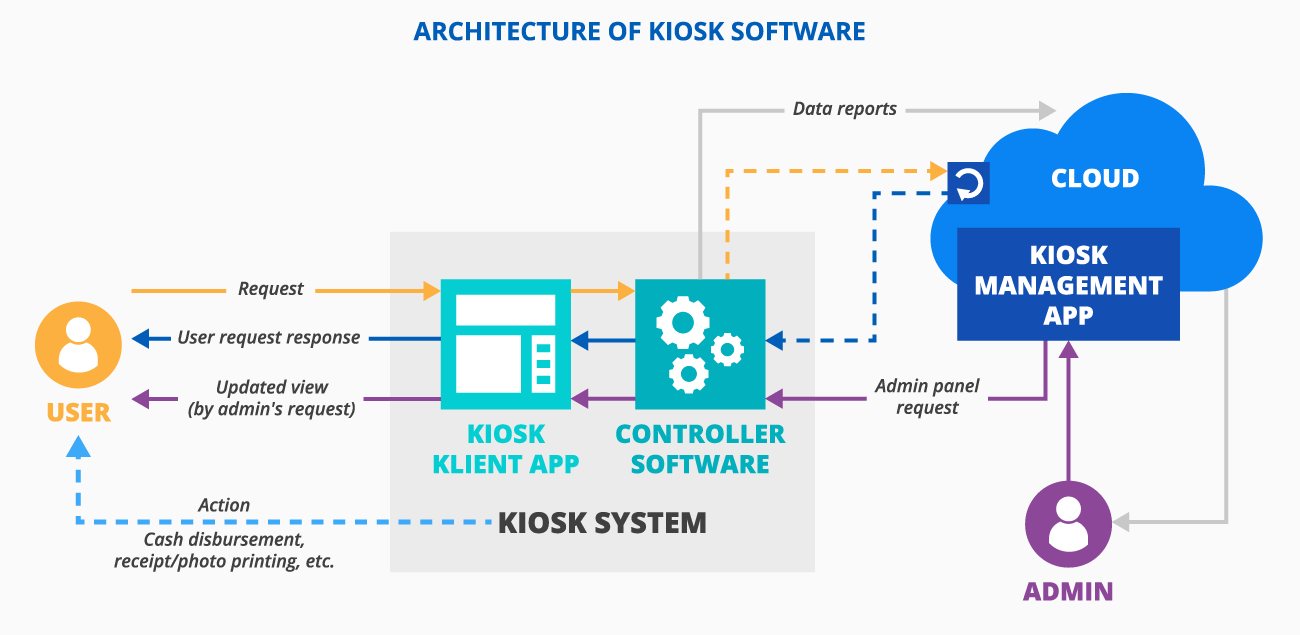 ARCHITECTURE OF KIOSK SOFTWARE
Data reports
CLOUD
KIOSK
MANAGEMENT
APP
Request
User request response
Updated view
(by admin's request)
USER
KIOSK
KLIENT APP
CONTROLLER
SOFTWARE
Admin panel
request
Action
Cash disbursement,
receipt/photo printing, etc.
KIOSK SYSTEM
ADMIN